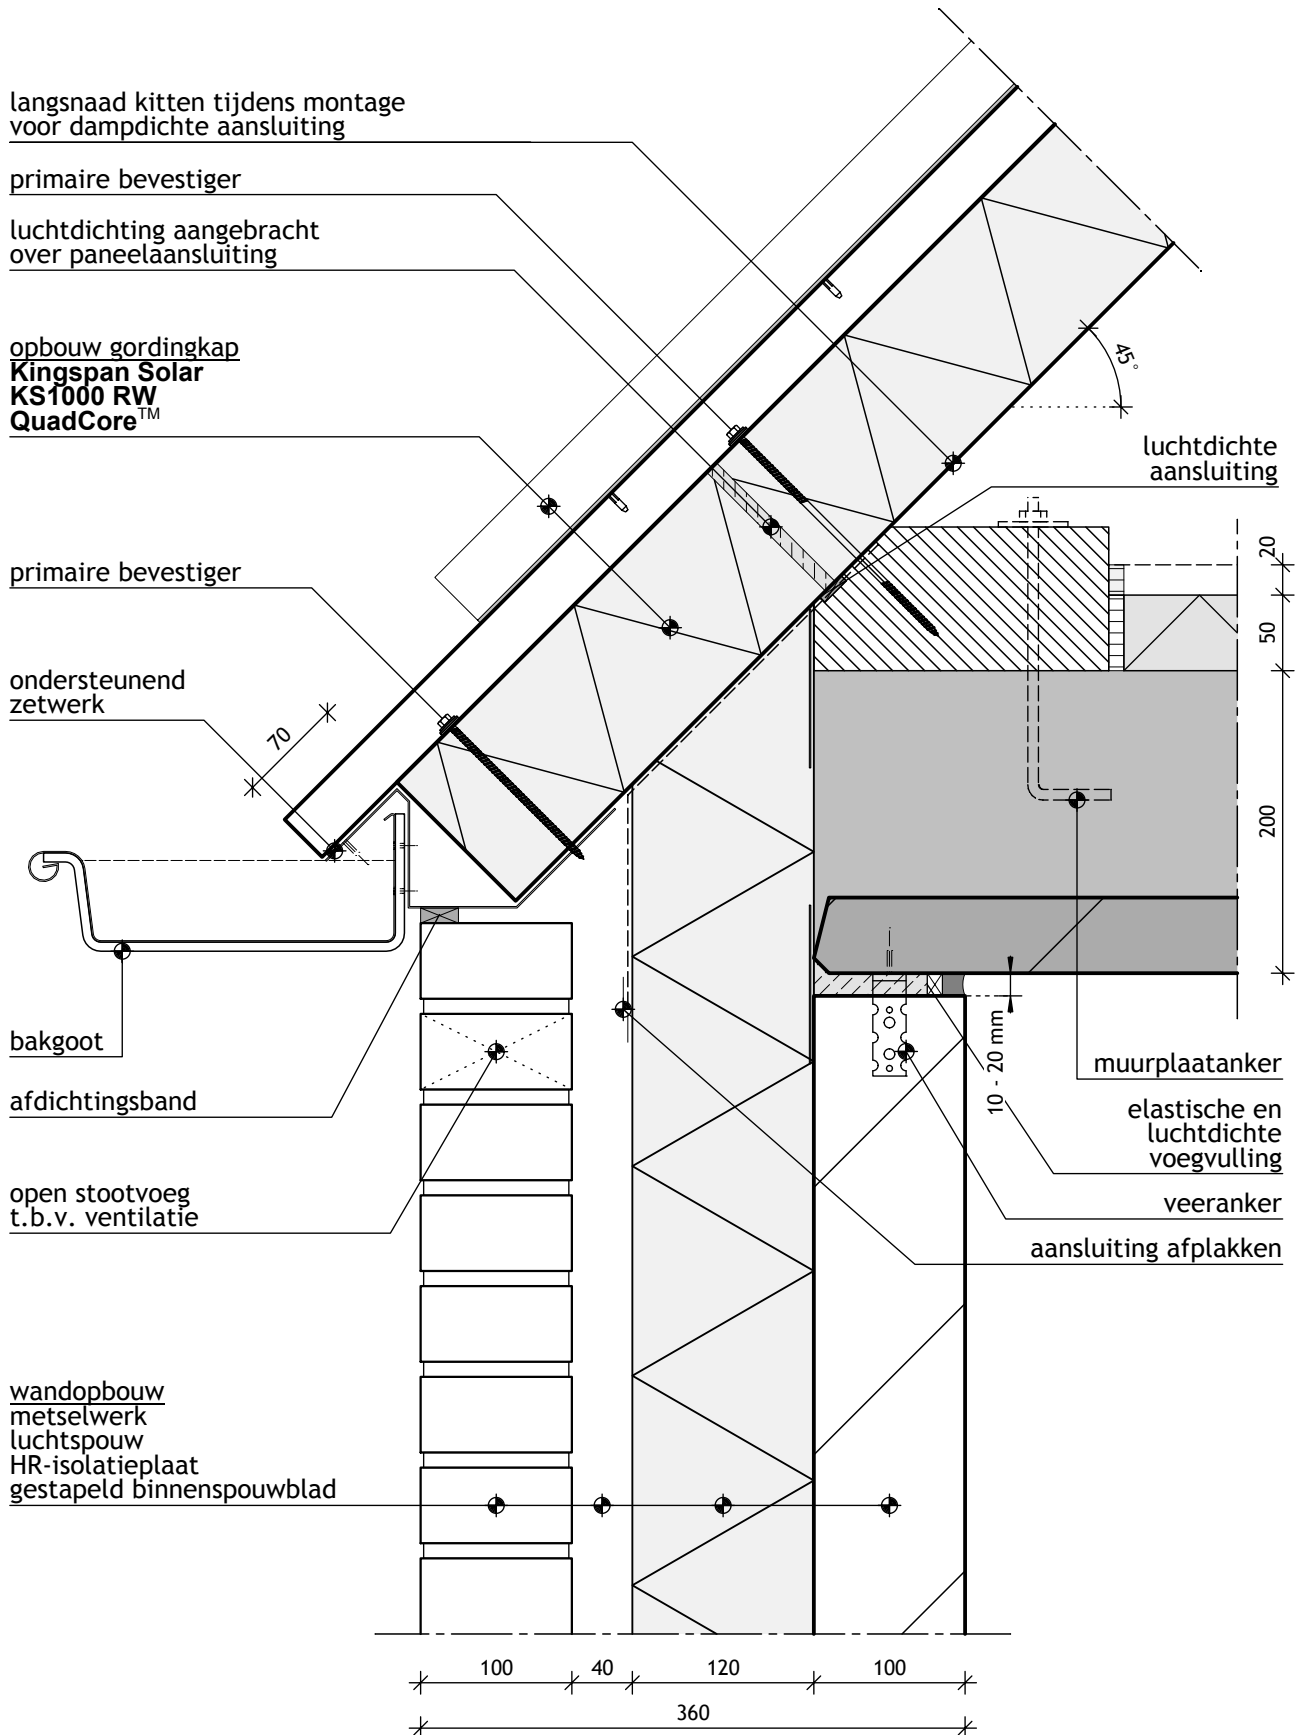 langsnaad kitten tijdens montage
voor dampdichte aansluiting
primaire bevestiger
luchtdichting aangebracht
over paneelaansluiting
opbouw gordingkap
Kingspan Solar
KS1000 RW
QuadCore™
primaire bevestiger
ondersteunend
zetwerk
70
bakgoot
afdichtingsband
open stootvoeg
t.b.v. ventilatie
wandopbouw
metselwerk
luchtspouw
HR-isolatieplaat
gestapeld binnenspouwblad
45°
luchtdichte
aansluiting
20
50
200
10 - 20 mm
muurplaatanker
elastische en
luchtdichte
voegvulling
veeranker
aansluiting afplakken
100
40
120
100
360